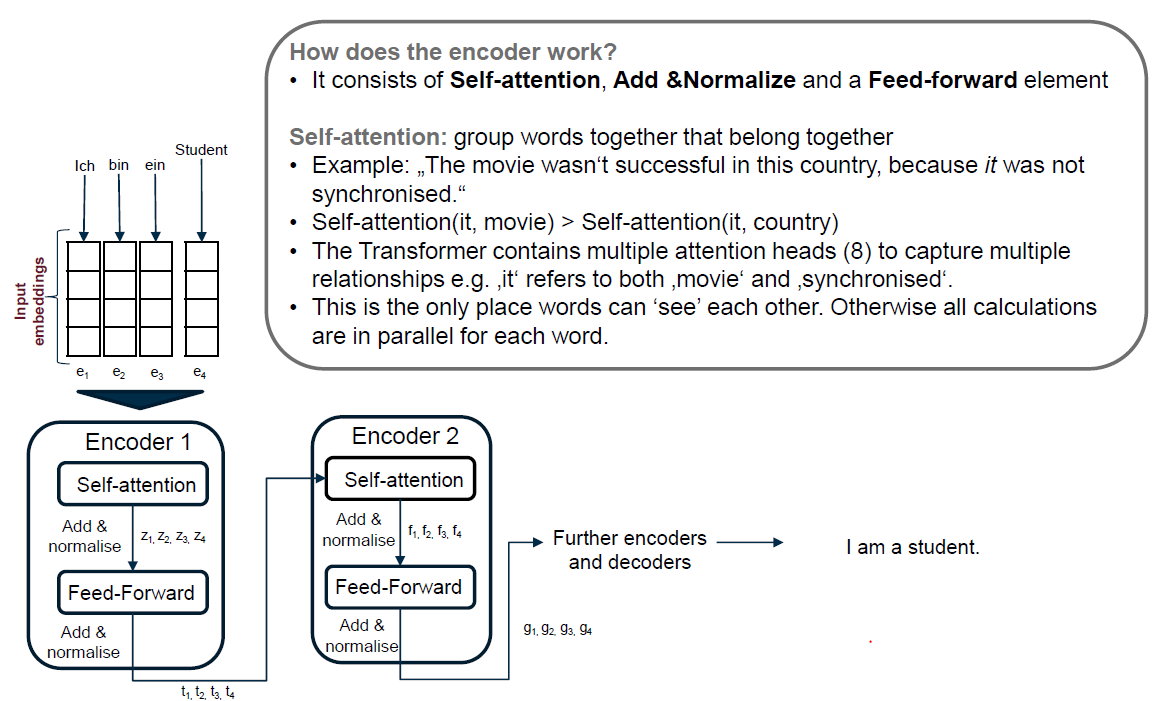 How does the encoder work?
• It consists of Self-attention, Add &Normalize and a Feed-forward element
Self-attention: group words together that belong together
• Example: „The movie wasn‘t successful in this country, because it was not
synchronised.“
• Self-attention(it, movie) > Self-attention(it, country)
• The Transformer contains multiple attention heads (8) to capture multiple
relationships e.g. ‚it‘ refers to both ‚movie‘ and ‚synchronised‘.
• This is the only place words can ‘see’ each other. Otherwise all calculations
are in parallel for each word.
Ich bin ein Student
Input
embeddings
e1 e2 e3 e4
Encoder 1
Self-attention
Add &
normalise
z1, z2, z3, z4
Feed-Forward
Add &
normalise
t1, t2, t3, t4
Encoder 2
Self-attention
Add &
normalise
f1, f2, f3, f4
Feed-Forward
Add &
normalise
g1, g2, g3, g4
Further encoders
and decoders
I am a student.